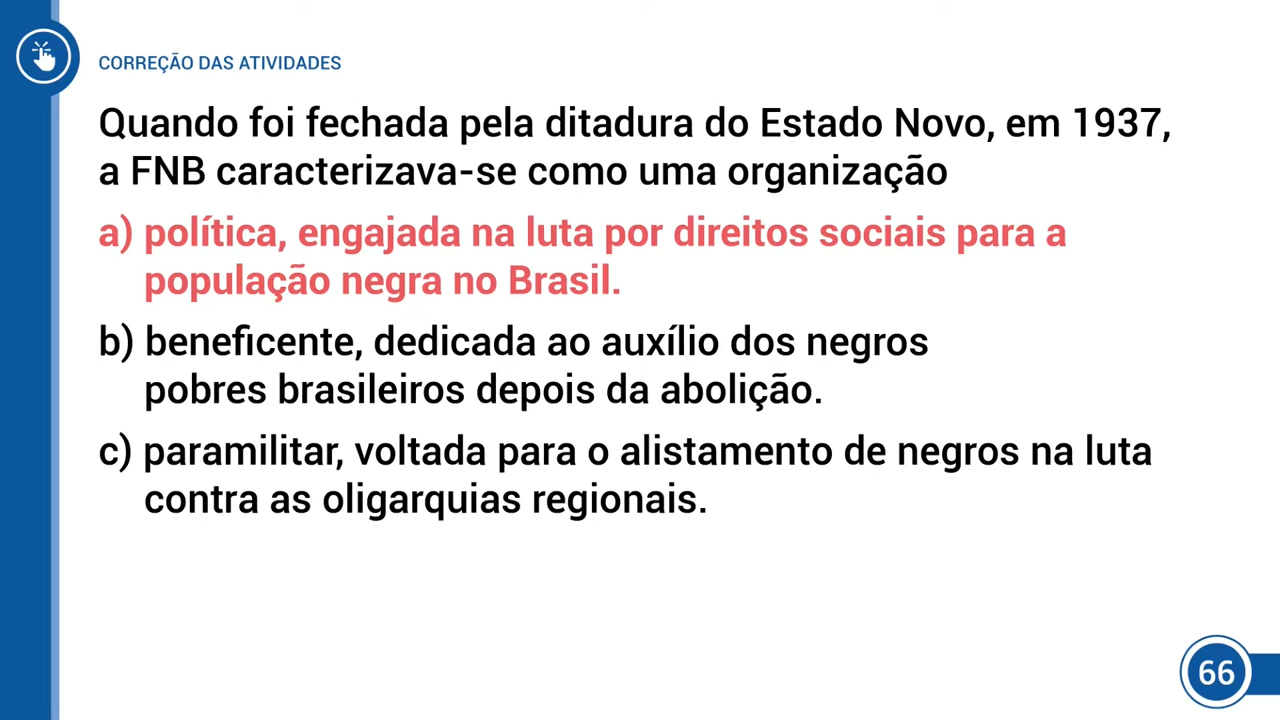 CORREÇÃO DAS ATIVIDADES
Quando foi fechada pela ditadura do Estado Novo, em 1937,
a FNB caracterizava-se como uma organização
a) política, engajada na luta por direitos sociais para a
população negra no Brasil.
b) beneficente, dedicada ao auxílio dos negros
pobres brasileiros depois da abolição.
c) paramilitar, voltada para o alistamento de negros na luta
contra as oligarquias regionais.
66